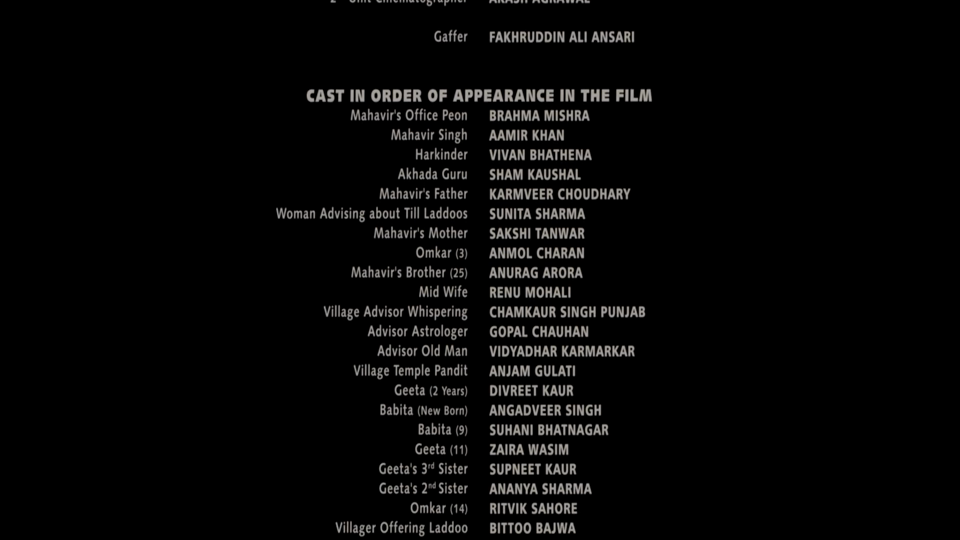 2nd Unit Cinematographer AKASH AGRAWAL
Gaffer FAKHRUDDIN ALI ANSARI
CAST IN ORDER OF APPEARANCE IN THE FILM
Mahavir's Office Peon BRAHMA MISHRA
Mahavir Singh AAMIR KHAN
Harkinder VIVAN BHATHENA
Akhada Guru SHAM KAUSHAL
Mahavir's Father KARMVEER CHOUDHARY
Woman Advising about Till Laddoos SUNITA SHARMA
Mahavir's Mother SAKSHI TANWAR
Omkar (3) ANMOL CHARAN
Mahavir's Brother (25) ANURAG ARORA
Mid Wife RENU MOHALI
Village Advisor Whispering CHAMKAUR SINGH PUNJAB
Advisor Astrologer GOPAL CHAUHAN
Advisor Old Man VIDYADHAR KARMARKAR
Village Temple Pandit ANJAM GULATI
Geeta (2 Years) DIVREET KAUR
Babita (New Born) ANGADVEER SINGH
Babita (9) SUHANI BHATNAGAR
Geeta (11) ZAIRA WASIM
Geeta's 3rd Sister SUPNEET KAUR
Geeta's 2nd Sister ANANYA SHARMA
Omkar (14) RITVIK SAHORE
Villager Offering Laddoo BITTOO BAJWA